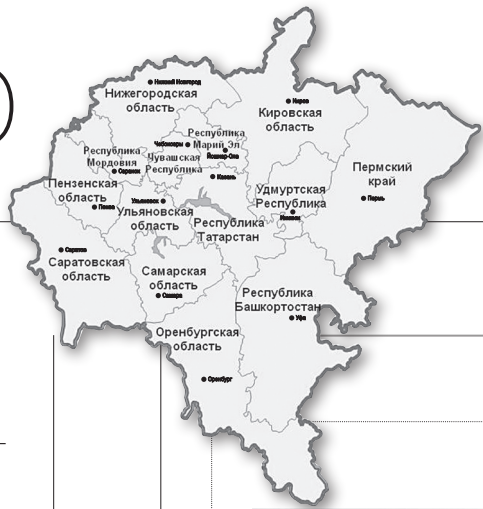 Нижний Новгород
Нижегородская
область
Киров
Кировская
область
Республика
Марий Эл
Чебоксары
Йошкар-Ола
Республика
Мордовия
Саранск
Чувашская
Республика
Казань
Пермский
край
Пермь
Пензенская
область
Пенза
Ульяновск
Ульяновская
область
Удмуртская
Республика
Ижевск
Республика
Татарстан
Саратов
Саратовская
область
Самарская
область
Самара
Республика
Башкортостан
Уфа
Оренбургская
область
Оренбург